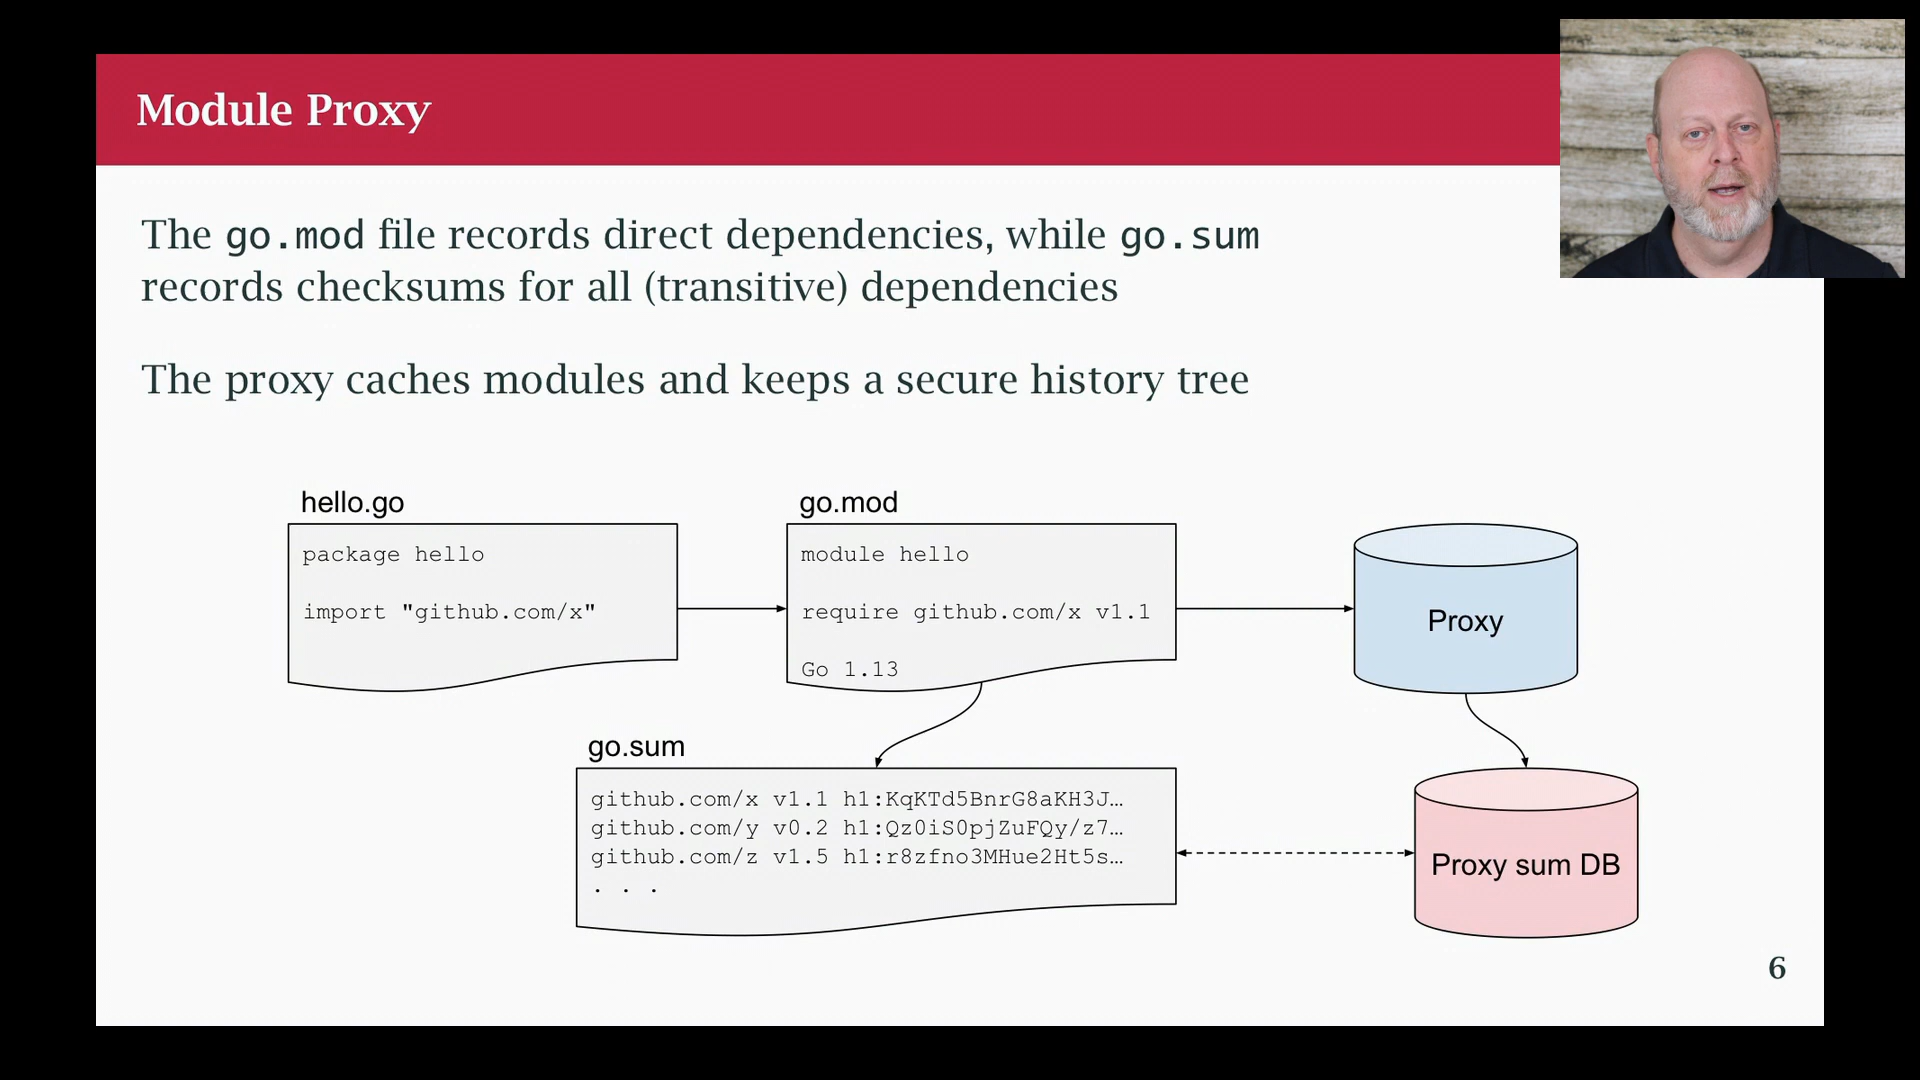 Module Proxy
The go.mod file records direct dependencies, while go.sum
records checksums for all (transitive) dependencies
The proxy caches modules and keeps a secure history tree
hello.go
package hello
import "github.com/x"
go.mod
module hello
require github.com/x v1.1
Go 1.13
Proxy
go.sum
github.com/x v1.1 h1:KqKTd5BnrG8aKH3J…
github.com/y v0.2 h1:Qz0iS0pjZuFQy/z7…
github.com/z v1.5 h1:r8zfno3MHue2Ht5s…
. . .
Proxy sum DB
6